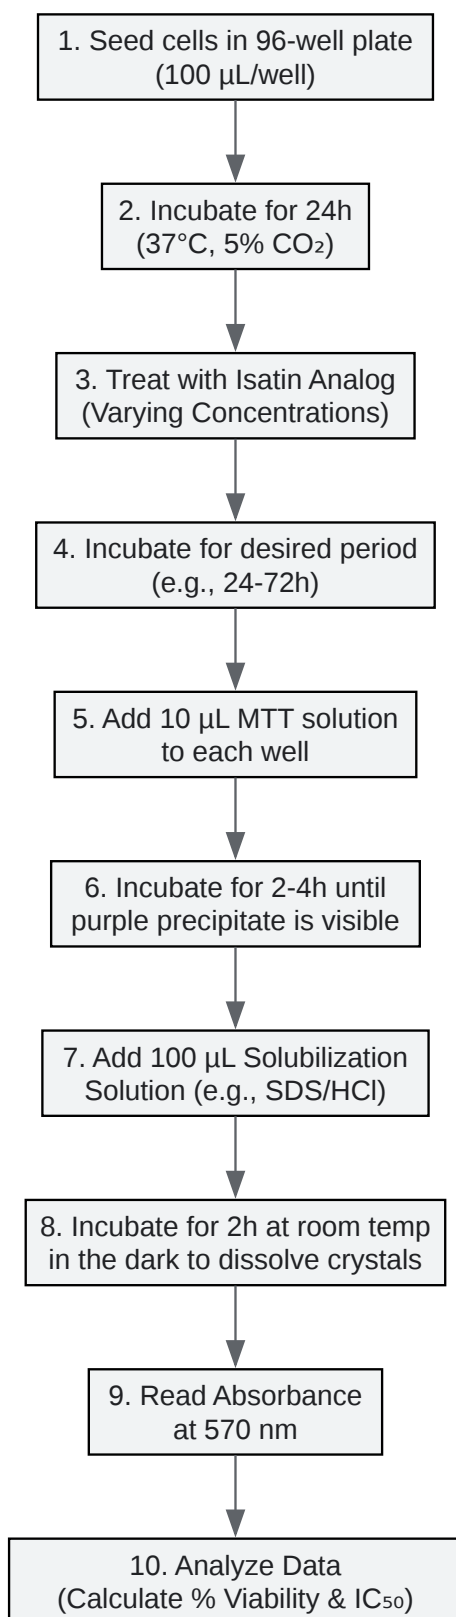 1. Seed cells in 96-well plate
(100 µL/well)
2. Incubate for 24h
(37°C, 5% CO₂)
3. Treat with Isatin Analog
(Varying Concentrations)
4. Incubate for desired period
(e.g., 24-72h)
5. Add 10 µL MTT solution
to each well
6. Incubate for 2-4h until
purple precipitate is visible
7. Add 100 µL Solubilization
Solution (e.g., SDS/HCl)
8. Incubate for 2h at room temp
in the dark to dissolve crystals
9. Read Absorbance
at 570 nm
10. Analyze Data
(Calculate % Viability & IC₅₀)